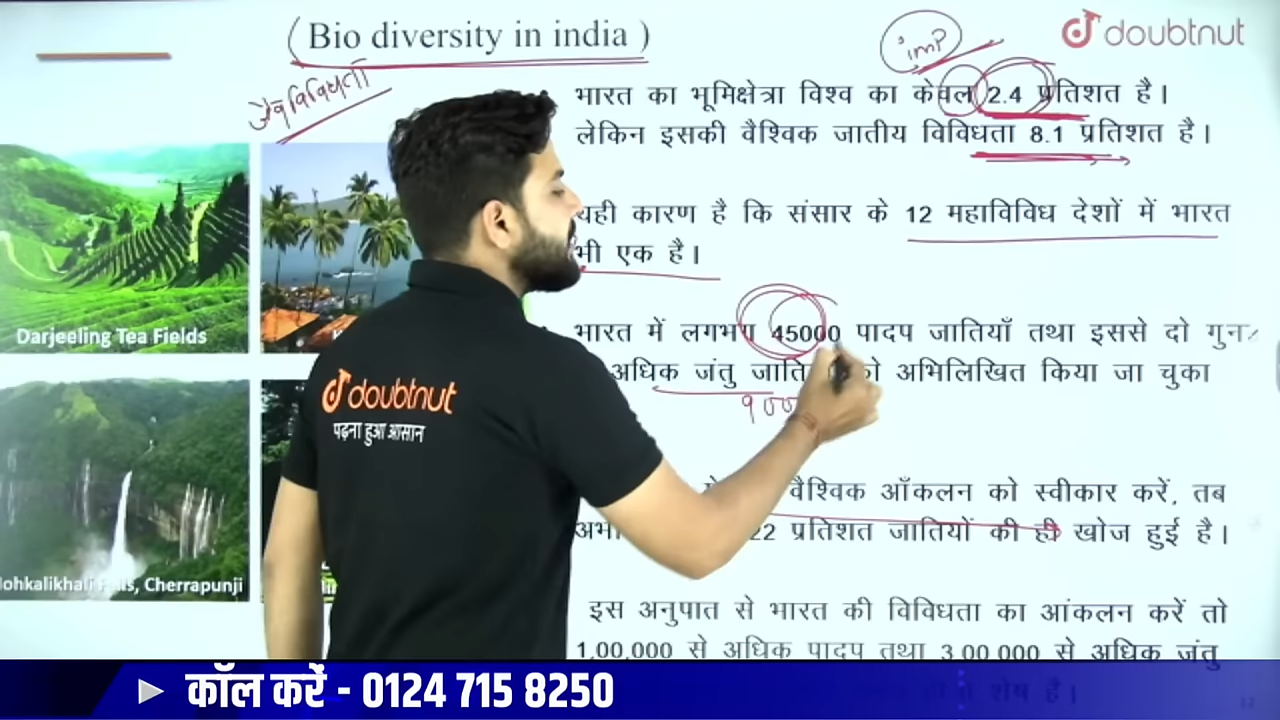 ( Bio diversity in india )
imp
doubtnut
जैव विविधता
भारत का भूमिक्षेत्रा विश्व का केवल 2.4 प्रतिशत है।
लेकिन इसकी वैश्विक जातीय विविधता 8.1 प्रतिशत है।
यही कारण है कि संसार के 12 महाविविध देशों में भारत
भी एक है।
भारत में लगभग 45000 पादप जातियाँ तथा इससे दो गुन
अधिक जंतु को अभिलिखित किया जा चुका
Darjeeling Tea Fields
doubtnut
पढ़ना हुआ आसान
वैश्विक आँकलन को स्वीकार करें, तब
22 प्रतिशत जातियों की ही खोज हुई है।
Cherrapunji
इस अनुपात से भारत की विविधता का आंकलन करें तो
1,00,000 से अधिक पादप तथा 3,00,000 से अधिक जंतु
शेष है।
कॉल करें - 0124 715 8250